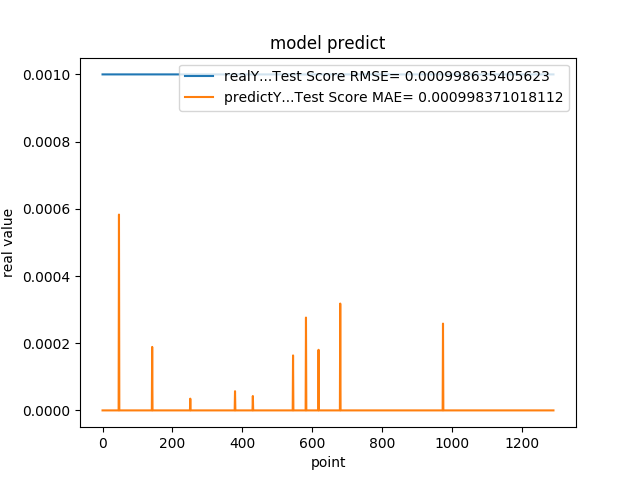 model predict
realY...Test Score RMSE= 0.000998635405623
predictY...Test Score MAE= 0.000998371018112
0.0010
0.0008
0.0006
0.0004
0.0002
0.0000
real value
0 200 400 600 800 1000 1200
point